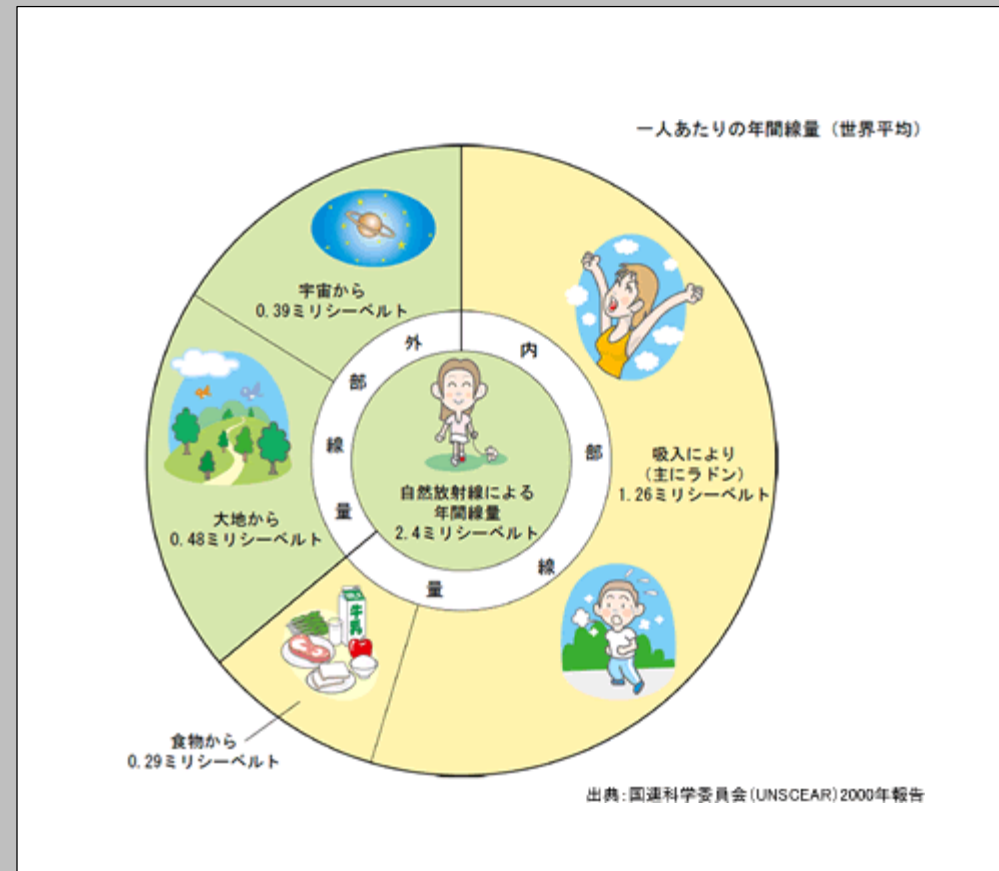 一人あたりの年間線量（世界平均）
宇宙から
0.39ミリシーベルト
大地から
0.48ミリシーベルト
外部線量
内部線量
自然放射線による
年間線量
2.4ミリシーベルト
吸入により
（主にラドン）
1.26ミリシーベルト
牛乳
食物から
0.29ミリシーベルト
出典：国連科学委員会（UNSCEAR）2000年報告